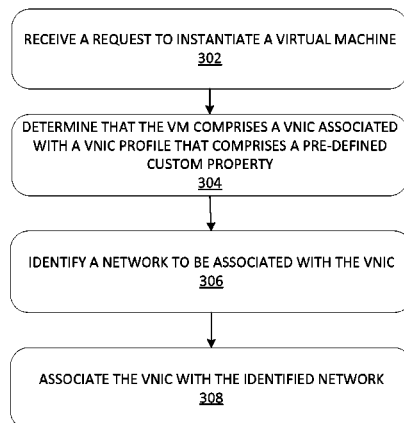 RECEIVE A REQUEST TO INSTANTIATE A VIRTUAL MACHINE
302
DETERMINE THAT THE VM COMPRISES A VNIC ASSOCIATED
WITH A VNIC PROFILE THAT COMPRISES A PRE-DEFINED
CUSTOM PROPERTY
304
IDENTIFY A NETWORK TO BE ASSOCIATED WITH THE VNIC
306
ASSOCIATE THE VNIC WITH THE IDENTIFIED NETWORK
308